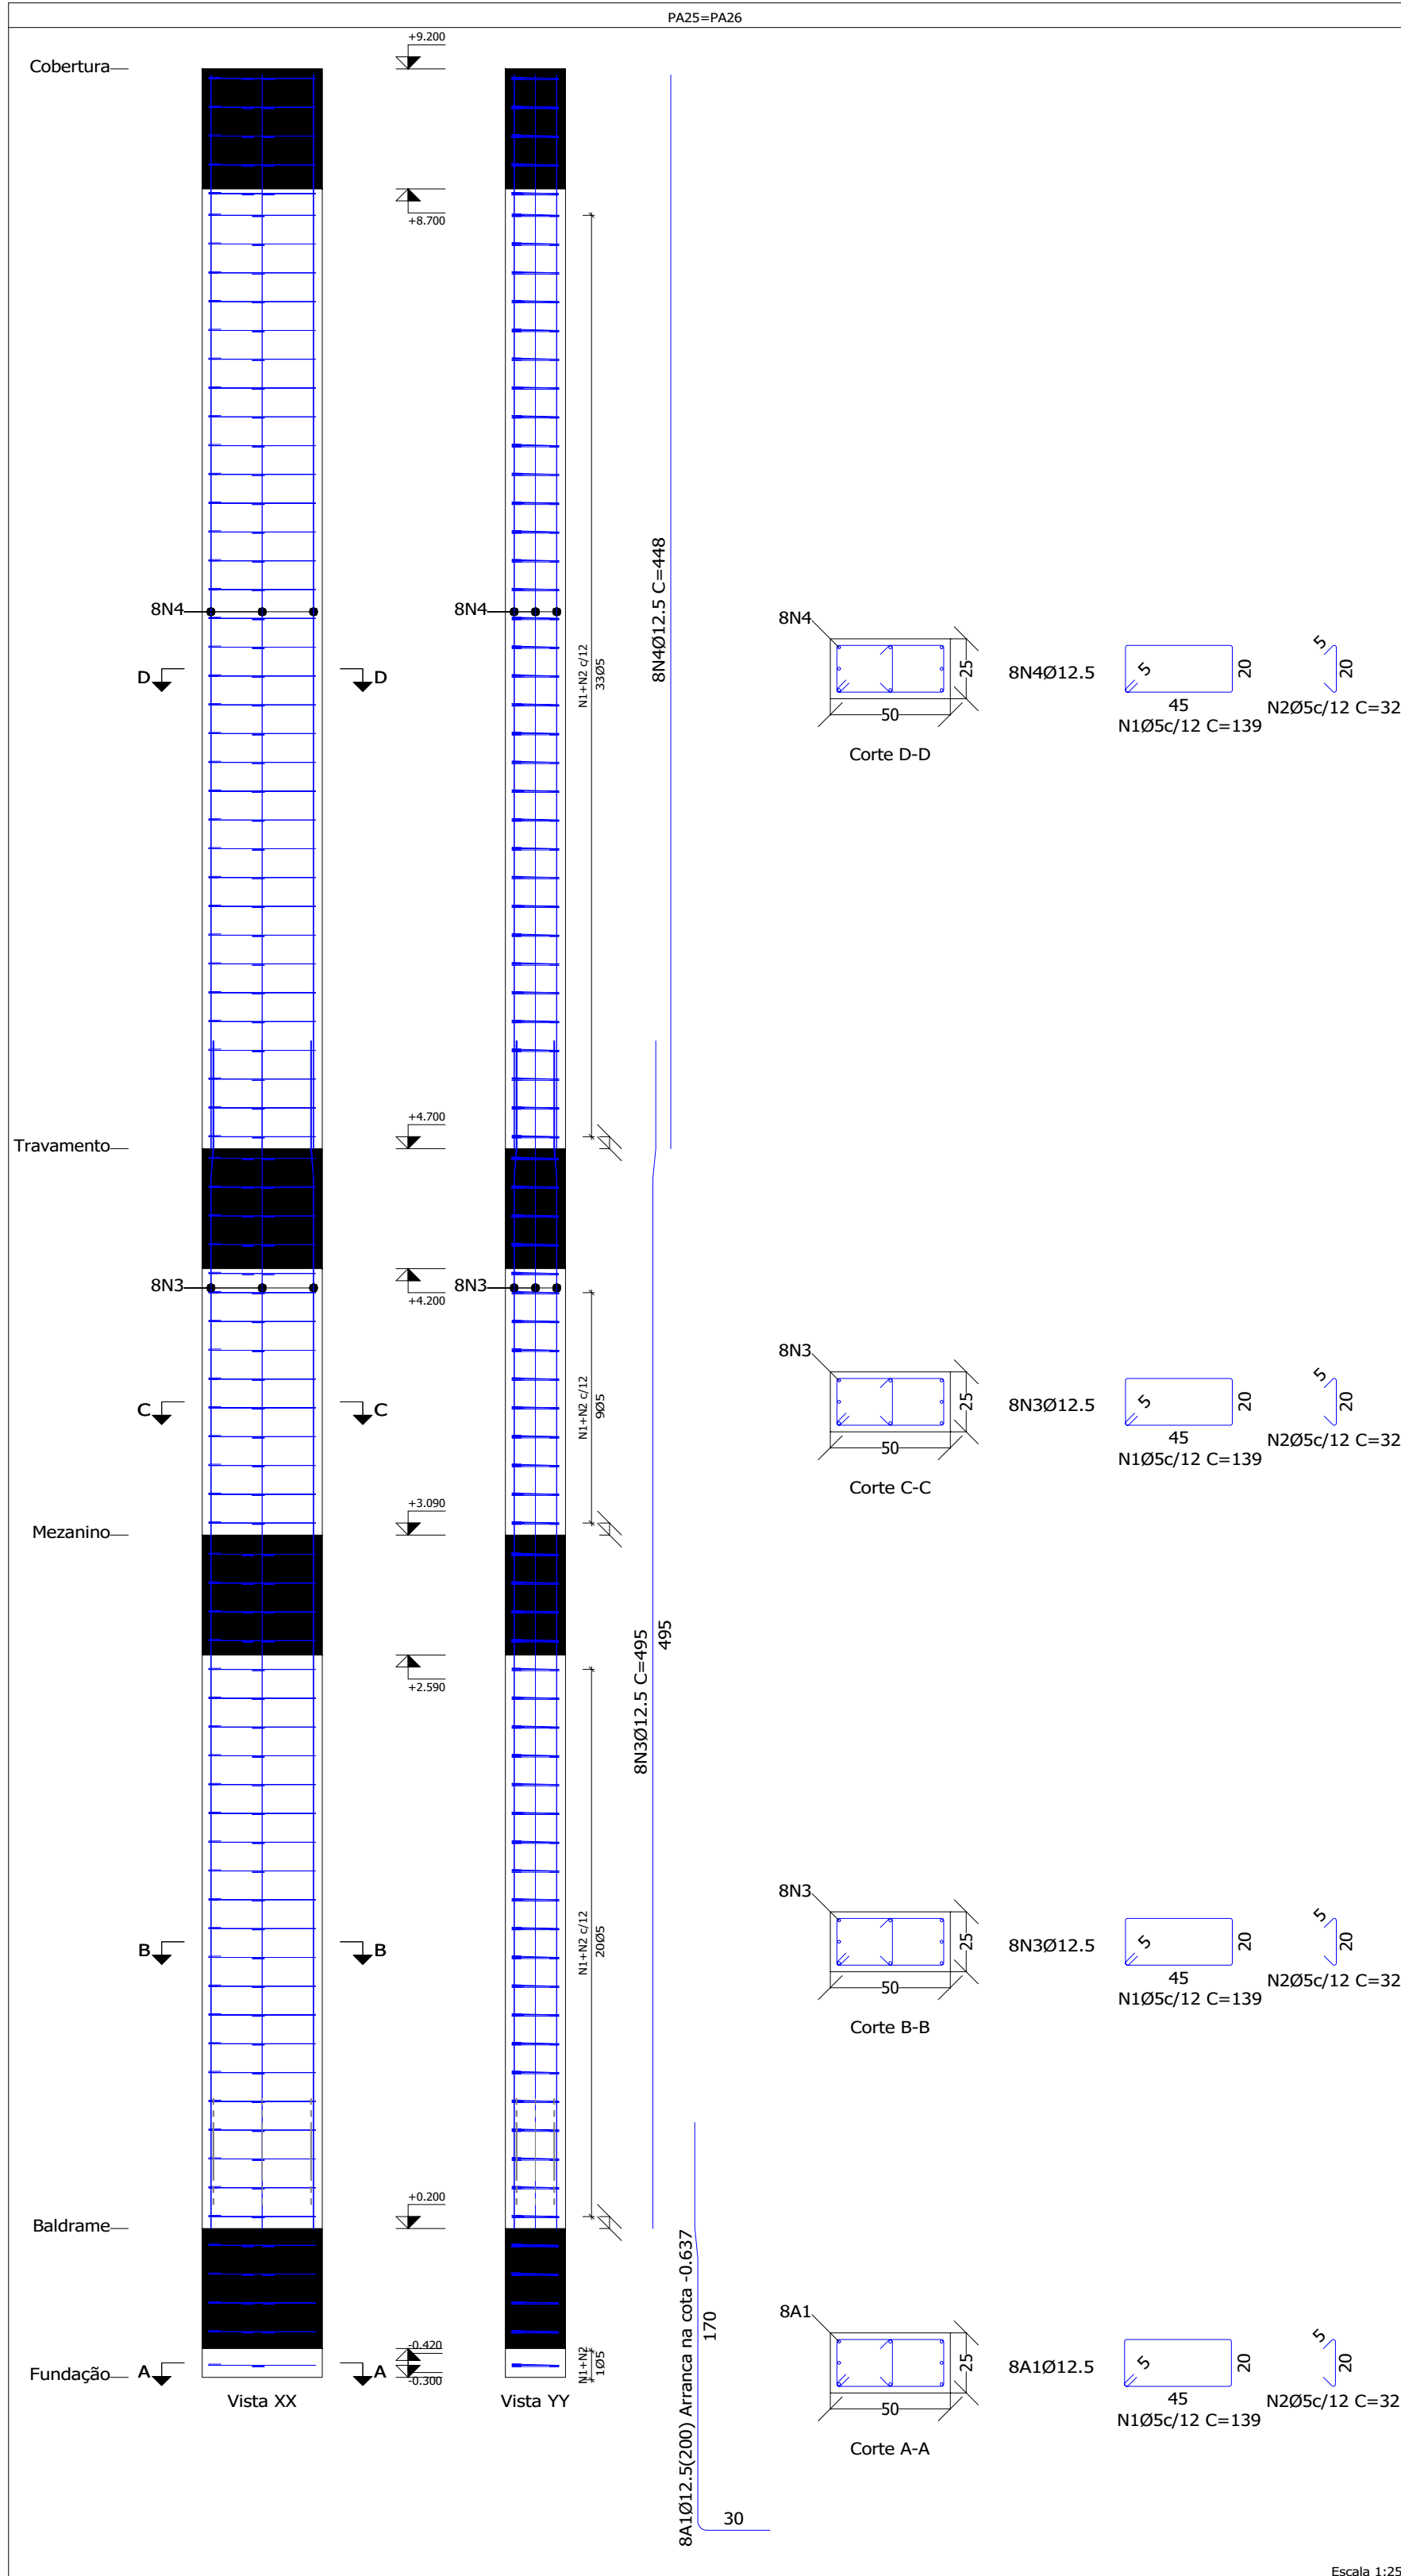 PA25=PA26
+9.200
Cobertura
+8.700
8N4
8N4
N1+N2 c/12
33Ø5
8N4Ø12.5 C=448
D
D
8N4
25
50
Corte D-D
8N4Ø12.5
5
20
45
N1Ø5c/12 C=139
5
20
N2Ø5c/12 C=32
+4.700
Travamento
8N3
8N3
+4.200
N1+N2 c/12
9Ø5
C
C
8N3
25
50
Corte C-C
8N3Ø12.5
5
20
45
N1Ø5c/12 C=139
5
20
N2Ø5c/12 C=32
+3.090
Mezanino
+2.590
8N3Ø12.5 C=495
495
N1+N2 c/12
20Ø5
B
B
8N3
25
50
Corte B-B
8N3Ø12.5
5
20
45
N1Ø5c/12 C=139
5
20
N2Ø5c/12 C=32
+0.200
Baldrame
-0.420
-0.300
Fundação
A
A
N1+N2
1Ø5
Vista XX
Vista YY
8A1Ø12.5(200) Arranca na cota -0.637
170
30
8A1
25
50
Corte A-A
8A1Ø12.5
5
20
45
N1Ø5c/12 C=139
5
20
N2Ø5c/12 C=32
Escala 1:25